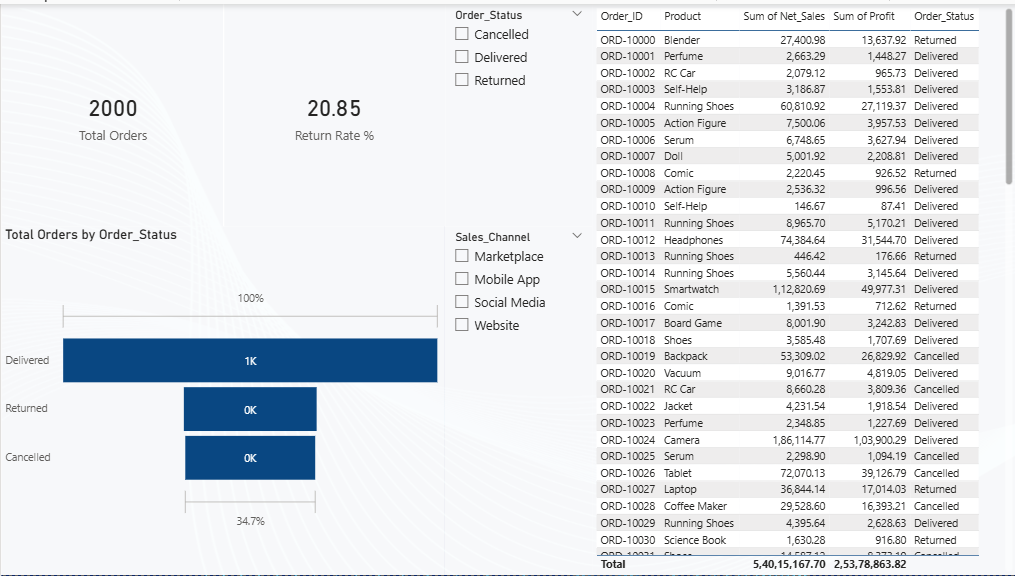 2000
Total Orders
20.85
Return Rate %
Order_Status
Cancelled
Delivered
Returned
Total Orders by Order_Status
100%
Delivered 1K
Returned 0K
Cancelled 0K
34.7%
Sales_Channel
Marketplace
Mobile App
Social Media
Website
Order_ID Product Sum of Net_Sales Sum of Profit Order_Status
ORD-10000 Blender 27,400.98 13,637.92 Returned
ORD-10001 Perfume 2,663.29 1,448.27 Delivered
ORD-10002 RC Car 2,079.12 965.73 Delivered
ORD-10003 Self-Help 3,186.87 1,553.81 Delivered
ORD-10004 Running Shoes 60,810.92 27,119.37 Delivered
ORD-10005 Action Figure 7,500.06 3,957.53 Delivered
ORD-10006 Serum 6,748.65 3,627.94 Delivered
ORD-10007 Doll 5,001.92 2,208.81 Delivered
ORD-10008 Comic 2,220.45 926.52 Returned
ORD-10009 Action Figure 2,536.32 996.56 Delivered
ORD-10010 Self-Help 146.67 87.41 Delivered
ORD-10011 Running Shoes 8,965.70 5,170.21 Delivered
ORD-10012 Headphones 74,384.64 31,544.70 Delivered
ORD-10013 Running Shoes 446.42 176.66 Returned
ORD-10014 Running Shoes 5,560.44 3,145.64 Delivered
ORD-10015 Smartwatch 1,12,820.69 49,977.31 Delivered
ORD-10016 Comic 1,391.53 712.62 Returned
ORD-10017 Board Game 8,001.90 3,242.83 Delivered
ORD-10018 Shoes 3,585.48 1,707.69 Delivered
ORD-10019 Backpack 53,309.02 26,829.92 Cancelled
ORD-10020 Vacuum 9,016.77 4,819.05 Delivered
ORD-10021 RC Car 8,660.28 3,809.36 Cancelled
ORD-10022 Jacket 4,231.54 1,918.54 Delivered
ORD-10023 Perfume 2,348.85 1,227.69 Delivered
ORD-10024 Camera 1,86,114.77 1,03,900.29 Delivered
ORD-10025 Serum 2,298.90 1,094.19 Cancelled
ORD-10026 Tablet 72,070.13 39,126.79 Cancelled
ORD-10027 Laptop 36,844.14 17,014.03 Returned
ORD-10028 Coffee Maker 29,528.60 16,393.21 Cancelled
ORD-10029 Running Shoes 4,395.64 2,628.63 Delivered
ORD-10030 Science Book 1,630.28 916.80 Returned
Total 5,40,15,167.70 2,53,78,863.82